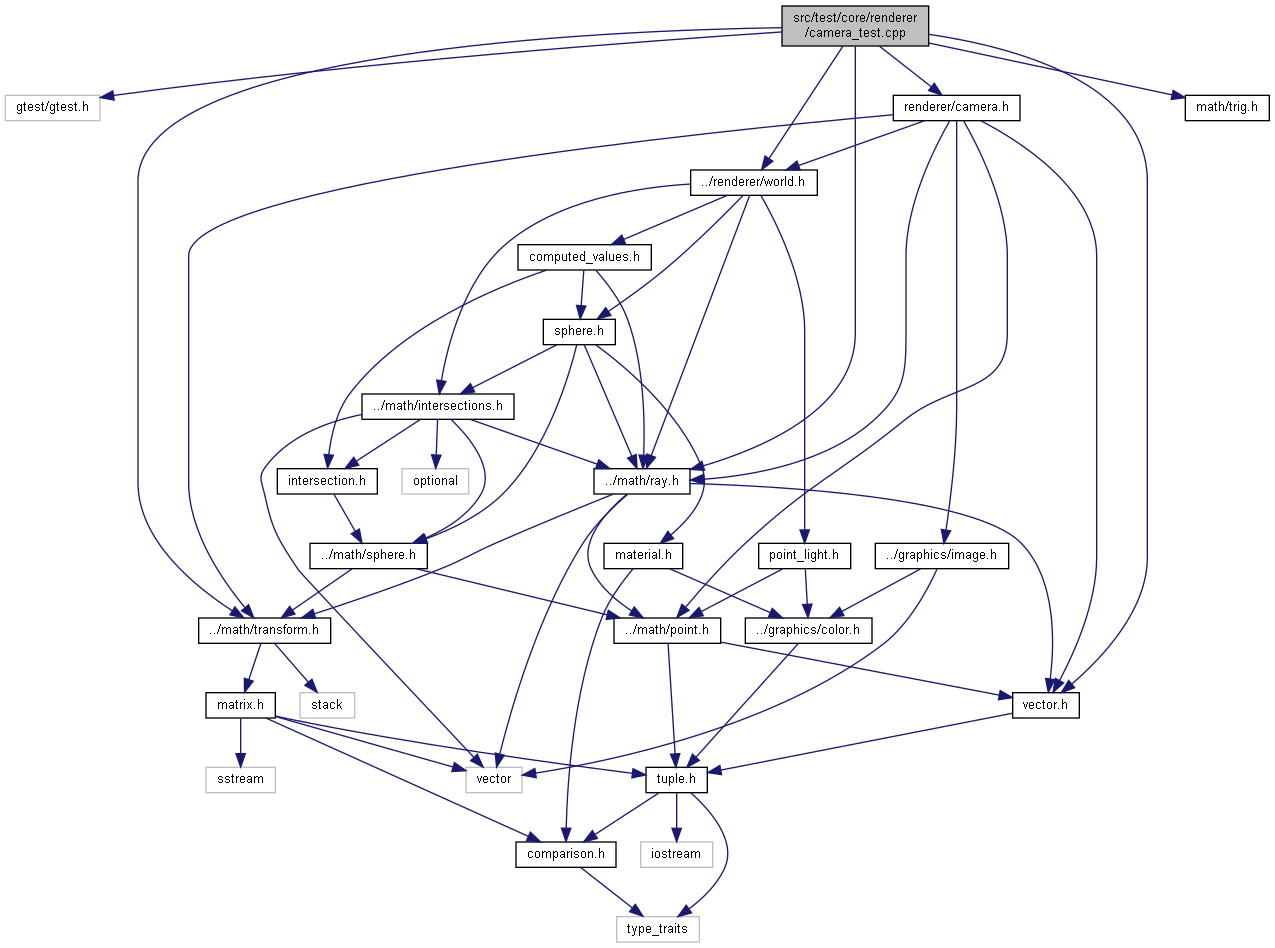 src/test/core/renderer
/camera_test.cpp
gtest/gtest.h
renderer/camera.h
math/trig.h
../renderer/world.h
computed_values.h
sphere.h
../math/intersections.h
intersection.h
optional
../math/ray.h
../math/sphere.h
material.h
point_light.h
../graphics/image.h
../math/transform.h
../math/point.h
../graphics/color.h
matrix.h
stack
vector.h
sstream
vector
tuple.h
comparison.h
iostream
type_traits